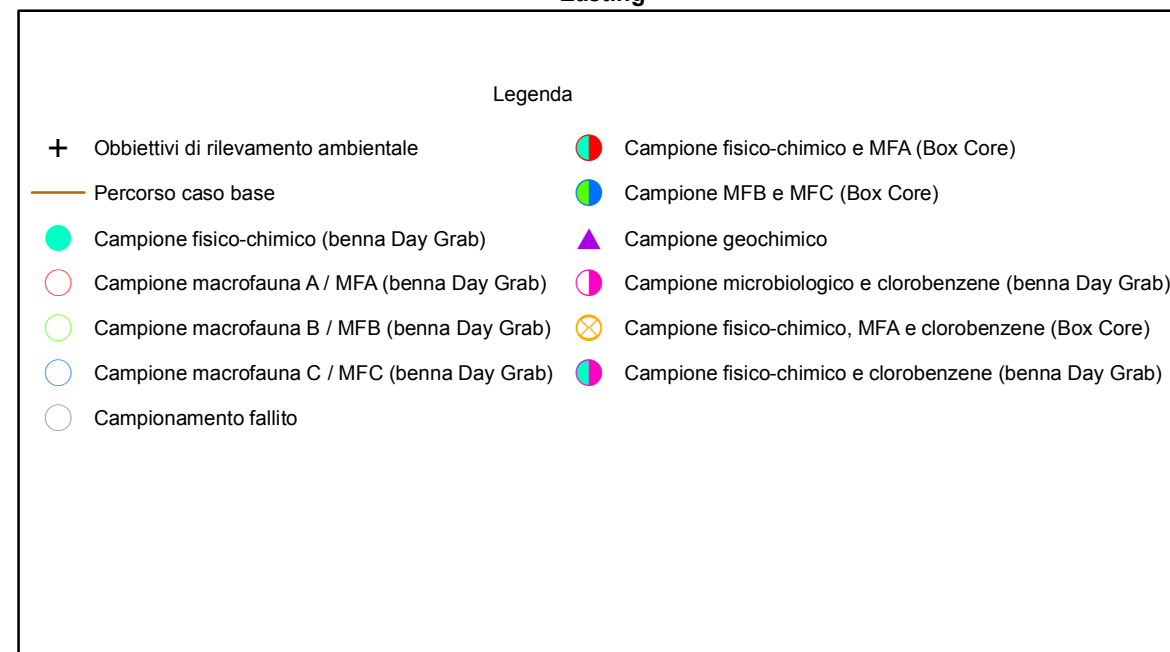 Easting
Legenda
Obbiettivi di rilevamento ambientale
Percorso caso base
Campione fisico-chimico (benna Day Grab)
Campione macrofauna A / MFA (benna Day Grab)
Campione macrofauna B / MFB (benna Day Grab)
Campione macrofauna C / MFC (benna Day Grab)
Campionamento fallito
Campione fisico-chimico e MFA (Box Core)
Campione MFB e MFC (Box Core)
Campione geochimico
Campione microbiologico e clorobenzene (benna Day Grab)
Campione fisico-chimico, MFA e clorobenzene (Box Core)
Campione fisico-chimico e clorobenzene (benna Day Grab)